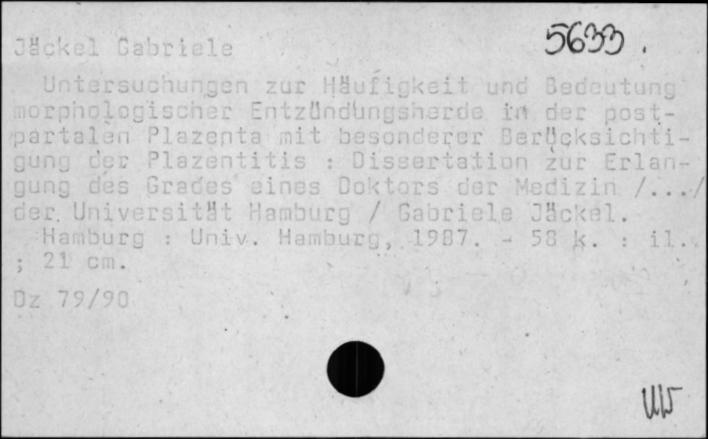 5633.
Jäckel Gabriele
Untersuchungen zur Häufigkeit und Bedeutung
morphologischer Entzündungsherde in der post-
partalen Plazenta mit besonderer Berücksichti-
gung der Plazentitis : Dissertation zur Erlan-
gung des Grades eines Doktors der Medizin /.../
der Universität Hamburg / Gabriele Jäckel.
Hamburg : Univ. Hamburg, 1987. - 58 k. : il.
; 21 cm.
Dz 79/90
UW